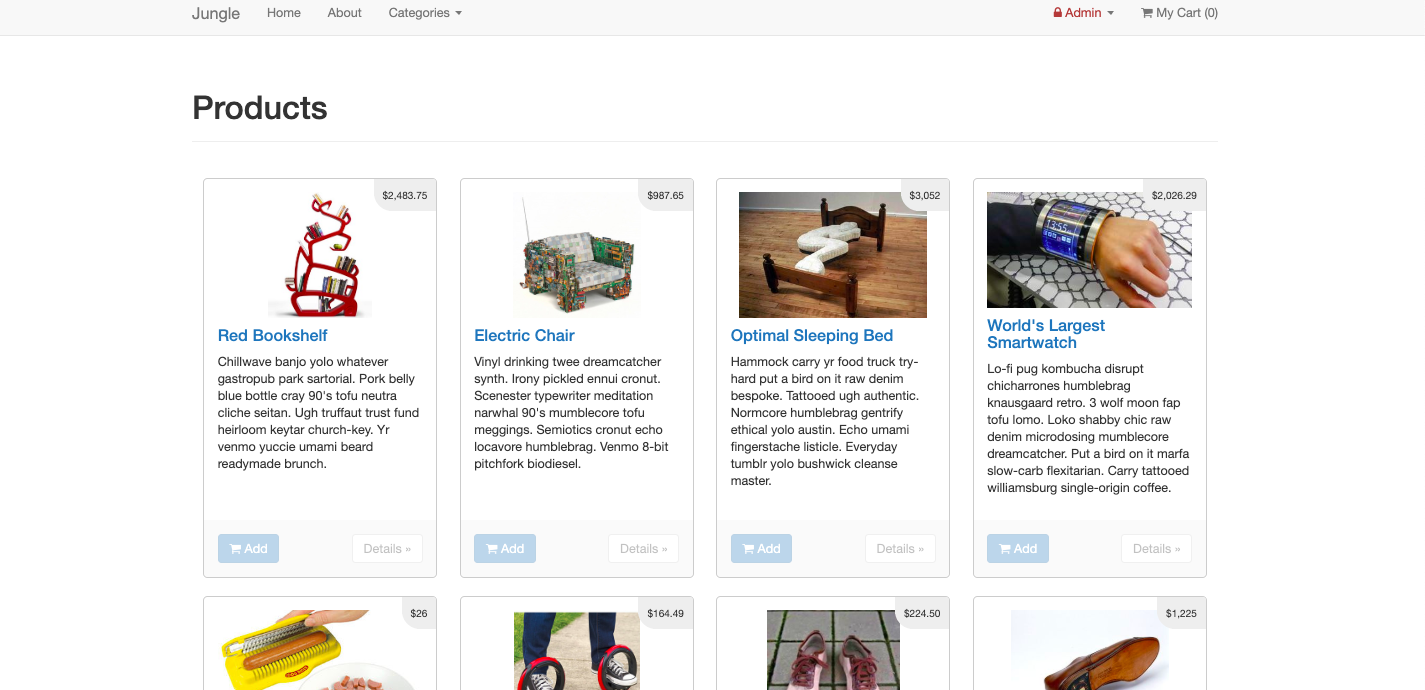 Jungle Home About Categories Admin My Cart (0)
Products
$2,483.75
Red Bookshelf
Chillwave banjo yolo whatever
gastropub park sartorial. Pork belly
blue bottle cray 90's tofu neutra
cliche seitan. Ugh truffaut trust fund
heirloom keytar church-key. Yr
venmo yuccie umami beard
readymade brunch.
Add Details »
$987.65
Electric Chair
Vinyl drinking twee dreamcatcher
synth. Irony pickled ennui cronut.
Scenester typewriter meditation
narwhal 90's mumblecore tofu
meggings. Semiotics cronut echo
locavore humblebrag. Venmo 8-bit
pitchfork biodiesel.
Add Details »
$3,052
Optimal Sleeping Bed
Hammock carry yr food truck try-
hard put a bird on it raw denim
bespoke. Tattooed ugh authentic.
Normcore humblebrag gentrify
ethical yolo austin. Echo umami
fingerstache listicle. Everyday
tumblr yolo bushwick cleanse
master.
Add Details »
$2,026.29
13:55
World's Largest
Smartwatch
Lo-fi pug kombucha disrupt
chicharrones humblebrag
knausgaard retro. 3 wolf moon fap
tofu lomo. Loko shabby chic raw
denim microdosing mumblecore
dreamcatcher. Put a bird on it marfa
slow-carb flexitarian. Carry tattooed
williamsburg single-origin coffee.
Add Details »
$26
$164.49
$224.50
$1,225